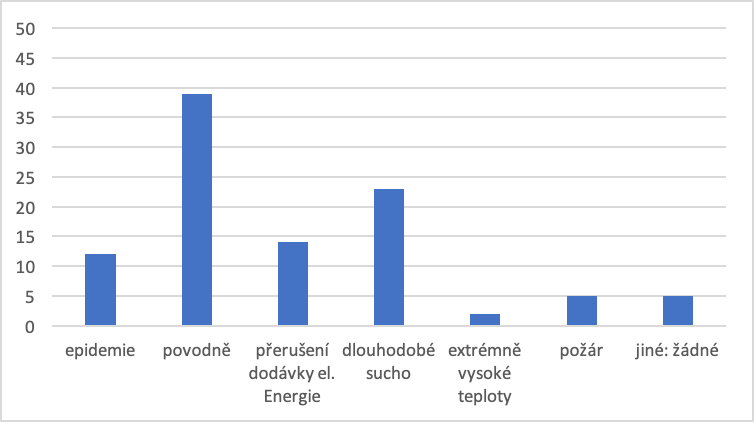 50
45
40
35
30
25
20
15
10
5
0
epidemie
povodně
přerušení
dodávky el.
Energie
dlouhodobé
sucho
extrémně
vysoké
teploty
požár
jiné: žádné